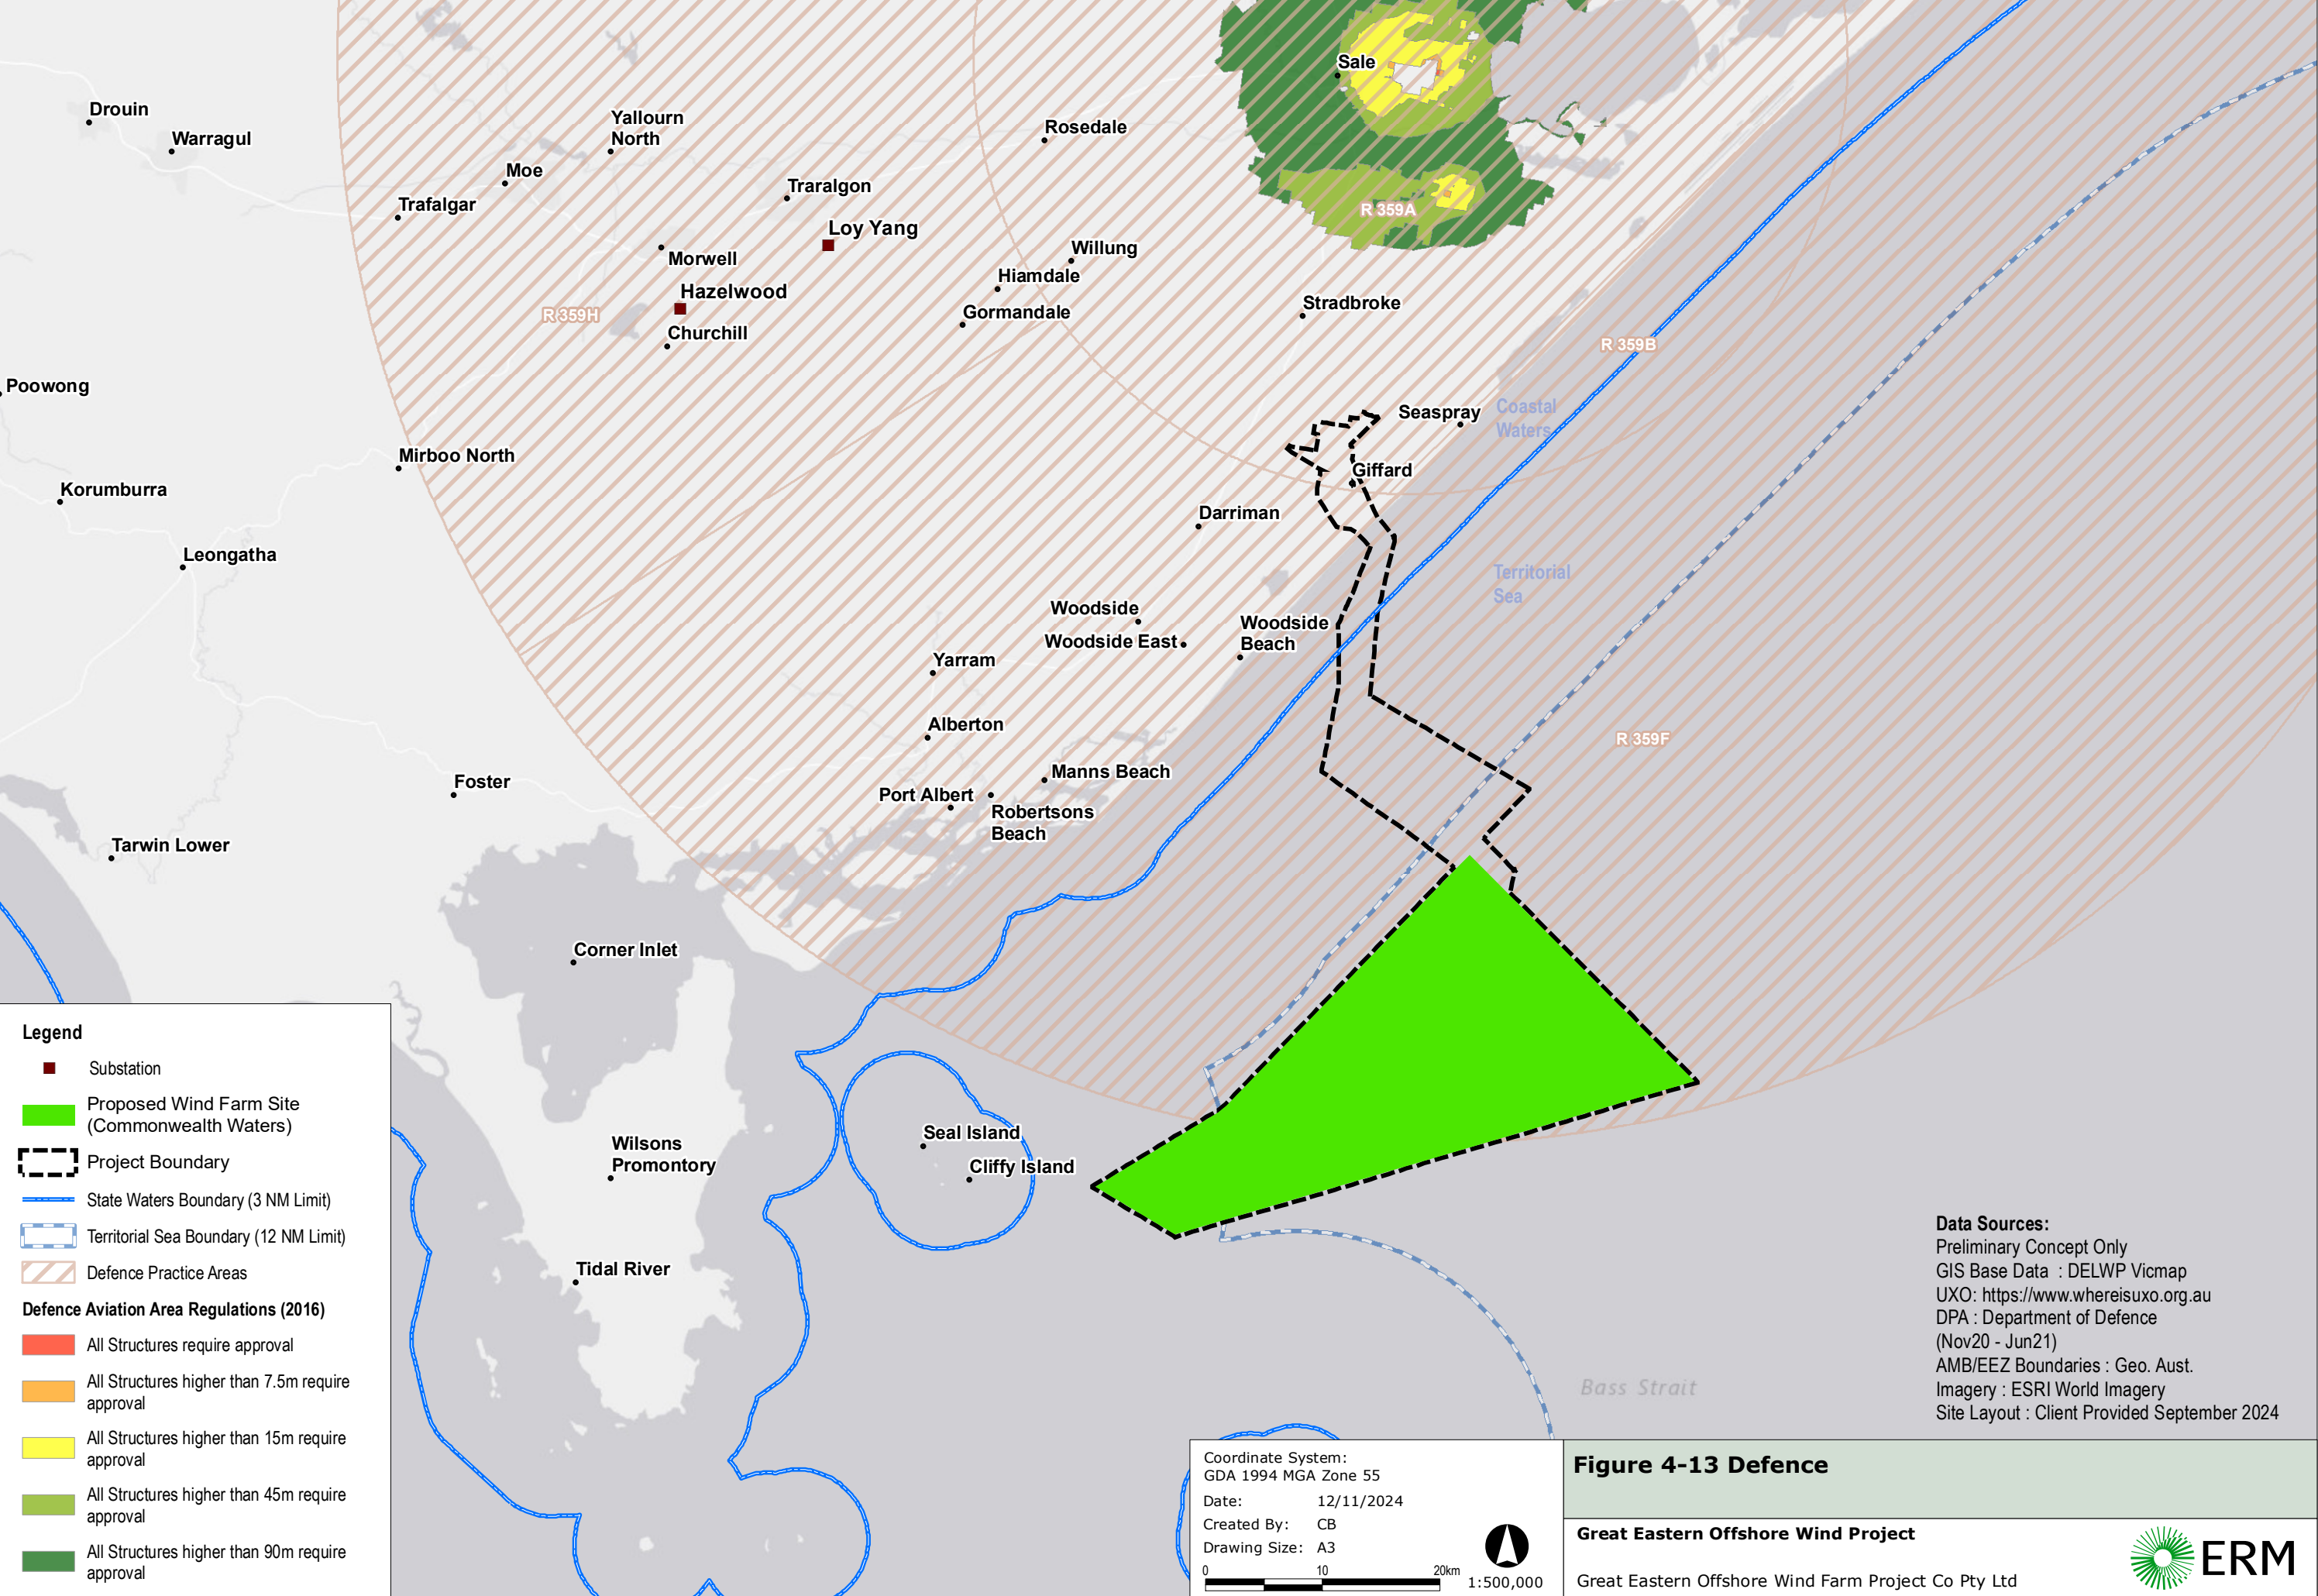 Sale
Drouin
Warragul
Yallourn
North
Rosedale
Moe
Trafalgar
Traralgon
Loy Yang
R 359A
Morwell
Willung
Hiamdale
Hazelwood
R 359H
Gormandale
Stradbroke
Churchill
R 359B
Poowong
Seaspray
Coastal
Waters
Mirboo North
Giffard
Korumburra
Darriman
Leongatha
Territorial
Sea
Woodside
Woodside East
Woodside
Beach
Yarram
Alberton
R 359F
Manns Beach
Foster
Port Albert
Robertsons
Beach
Tarwin Lower
Corner Inlet
Seal Island
Cliffy Island
Wilsons
Promontory
Tidal River
Bass Strait
Legend
Substation
Proposed Wind Farm Site
(Commonwealth Waters)
Project Boundary
State Waters Boundary (3 NM Limit)
Territorial Sea Boundary (12 NM Limit)
Defence Practice Areas
Defence Aviation Area Regulations (2016)
All Structures require approval
All Structures higher than 7.5m require
approval
All Structures higher than 15m require
approval
All Structures higher than 45m require
approval
All Structures higher than 90m require
approval
Data Sources:
Preliminary Concept Only
GIS Base Data : DELWP Vicmap
UXO: https://www.whereisuxo.org.au
DPA : Department of Defence
(Nov20 - Jun21)
AMB/EEZ Boundaries : Geo. Aust.
Imagery : ESRI World Imagery
Site Layout : Client Provided September 2024
Coordinate System:
GDA 1994 MGA Zone 55
Date: 12/11/2024
Created By: CB
Drawing Size: A3
0 10 20km
1:500,000
Figure 4-13 Defence
Great Eastern Offshore Wind Project
Great Eastern Offshore Wind Farm Project Co Pty Ltd
ERM